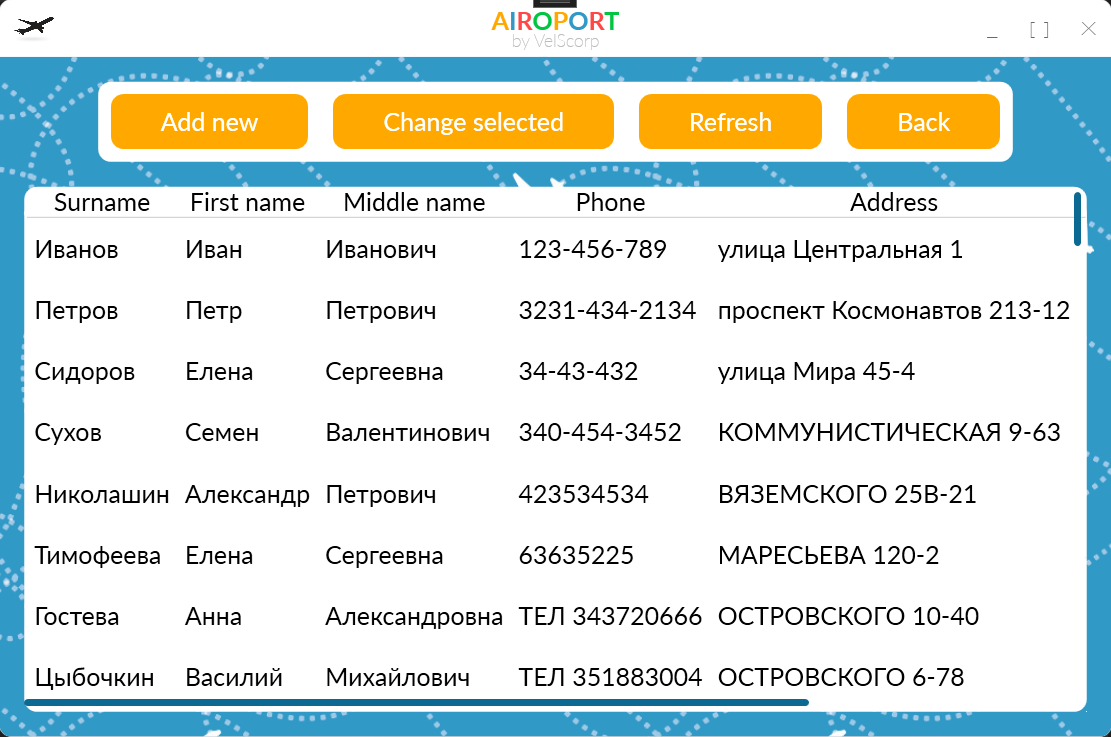 AIROPORT
by VelScorp
Add new Change selected Refresh Back
Surname First name Middle name Phone Address
Иванов Иван Иванович 123-456-789 улица Центральная 1
Петров Петр Петрович 3231-434-2134 проспект Космонавтов 213-12
Сидоров Елена Сергеевна 34-43-432 улица Мира 45-4
Сухов Семен Валентинович 340-454-3452 КОММУНИСТИЧЕСКАЯ 9-63
Николашин Александр Петрович 423534534 ВЯЗЕМСКОГО 25В-21
Тимофеева Елена Сергеевна 63635225 МАРЕСЬЕВА 120-2
Гостева Анна Александровна ТЕЛ 343720666 ОСТРОВСКОГО 10-40
Цыбочкин Василий Михайлович ТЕЛ 351883004 ОСТРОВСКОГО 6-78